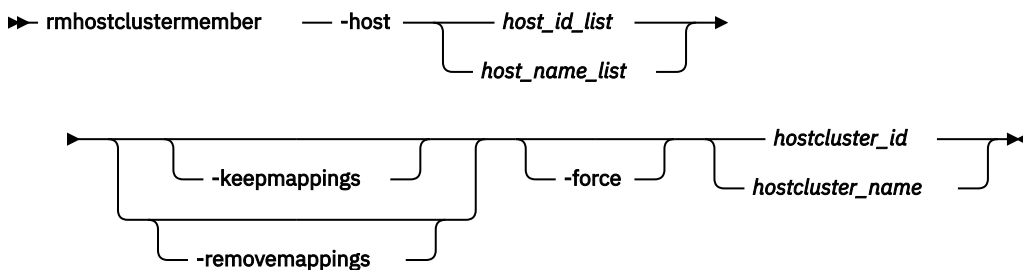 rmhostclustermember -host host_id_list
host_name_list
-keepmappings -force hostcluster_id
-removemappings hostcluster_name